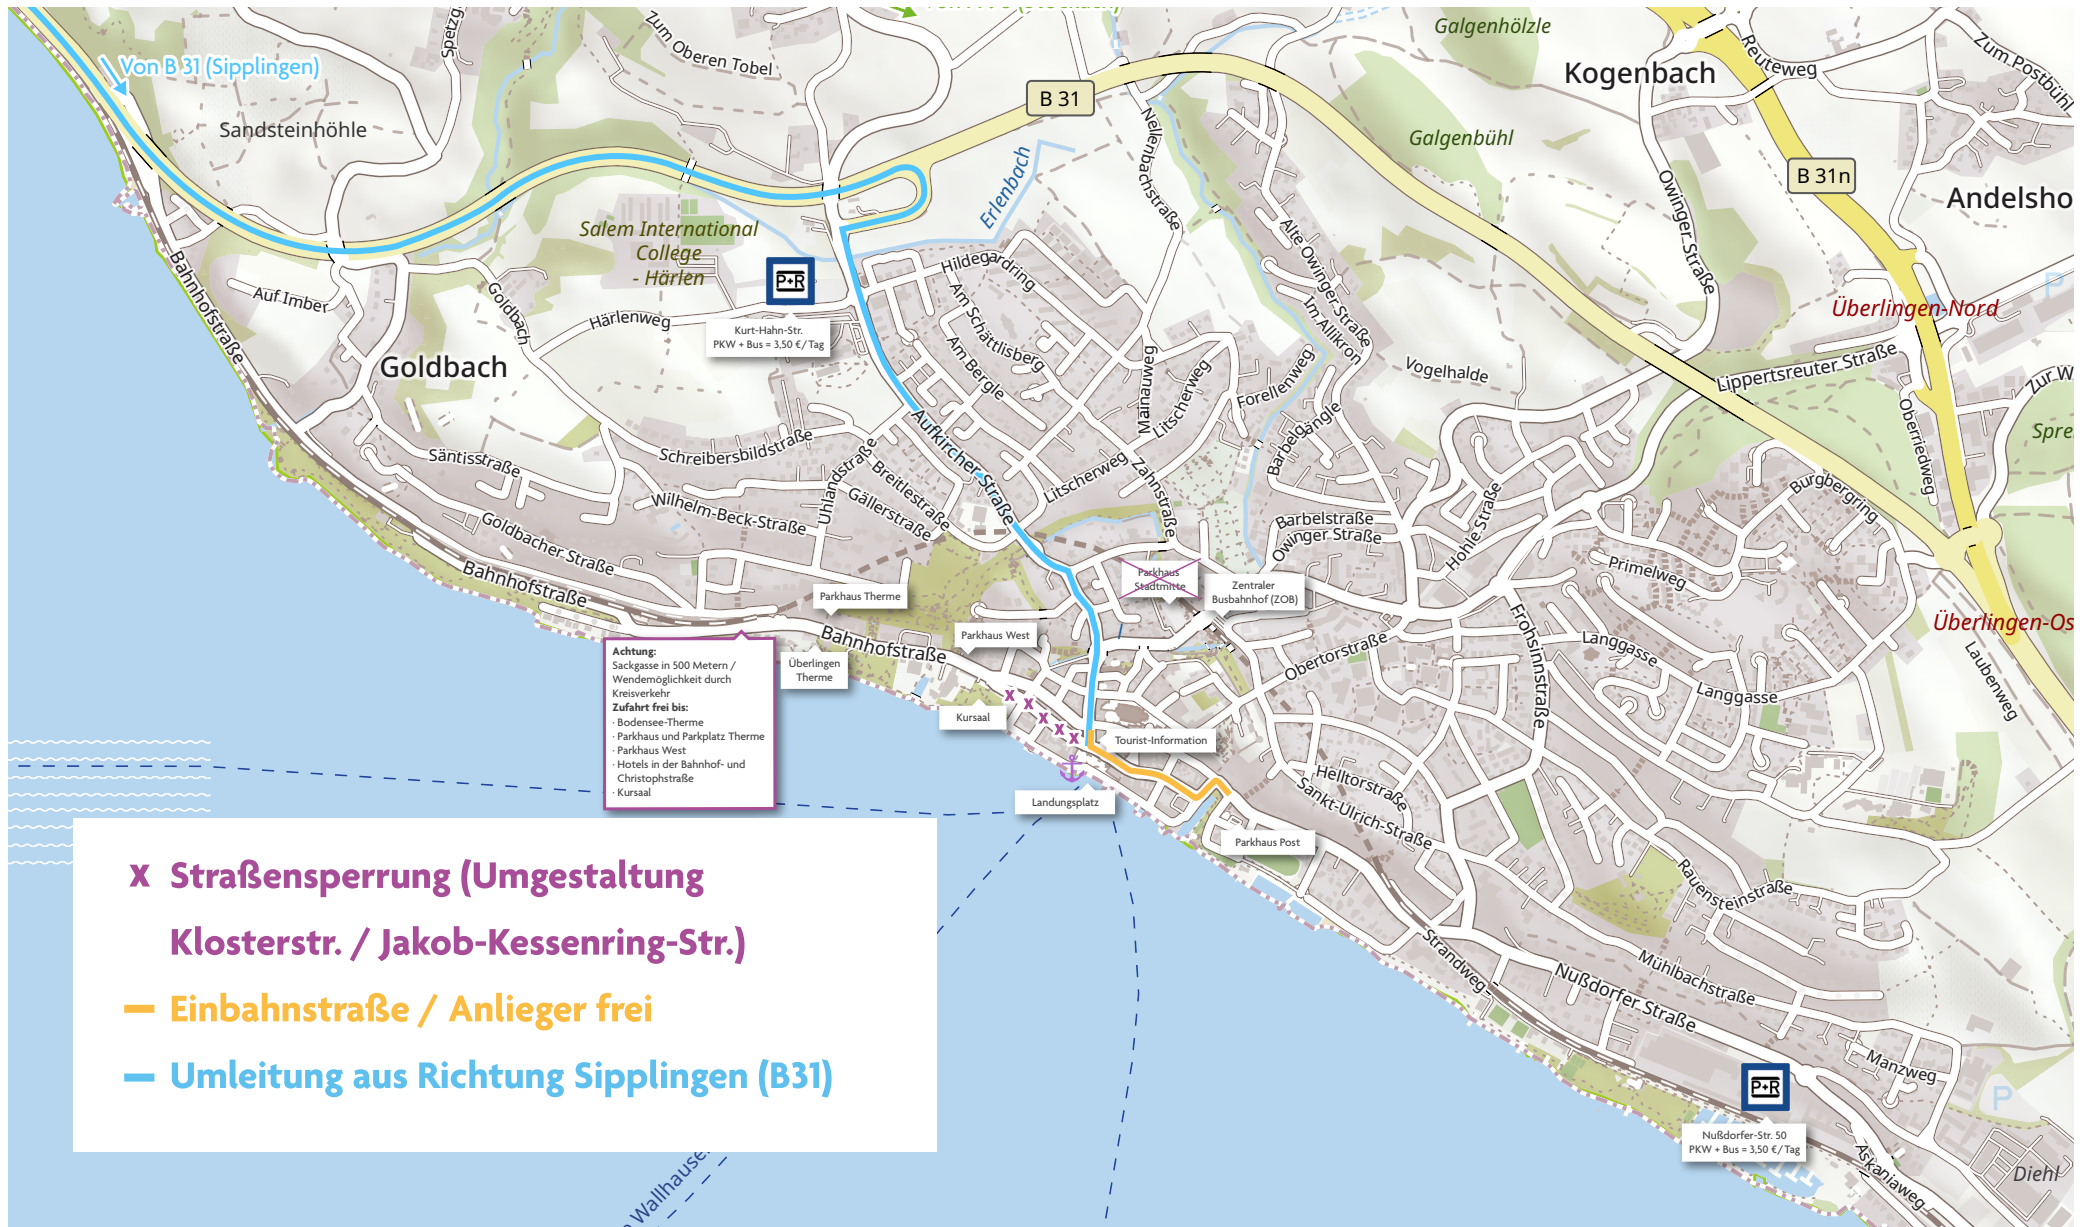 Von B 31 (Sipplingen)
Sandsteinhöhle
Zum Oberen Tobel
B 31
Galgenhölzle
Kogenbach
Reuteweg
Zum Postbühl
Galgenbühl
B 31n
Andelsho
Salem International
College
- Härlen
Erlenbach
Nellenbachstraße
Owinger Straße
Alte Owinger Straße
Im Allikron
Überlingen-Nord
Lippertsreuter Straße
Zur W
Oberriedweg
Spre
Bahnhofstraße
Auf Imber
Goldbach
Goldbach
Härlenweg
P+R
Kurt-Hahn-Str.
PKW + Bus = 3,50 €/Tag
Hildegardring
Am Schättlisberg
Am Bergle
Mainauweg
Litscherweg
Forellenweg
Vogelhalde
Barbelgängle
Aufkircher Straße
Litscherweg
Zahnstraße
Säntisstraße
Schreibersbildstraße
Uhlandstraße
Breitlestraße
Gällerstraße
Wilhelm-Beck-Straße
Goldbacher Straße
Bahnhofstraße
Barbelstraße
Owinger Straße
Hohle Straße
Burgbergring
Primelweg
Überlingen-Os
Laubenweg
Parkhaus
Stadtmitte
Zentraler
Busbahnhof (ZOB)
Parkhaus Therme
Parkhaus West
Bahnhofstraße
Überlingen
Therme
Kursaal
Obertorstraße
Frohsinnstraße
Langgasse
Langgasse
Achtung:
Sackgasse in 500 Metern /
Wendemöglichkeit durch
Kreisverkehr
Zufahrt frei bis:
· Bodensee-Therme
· Parkhaus und Parkplatz Therme
· Parkhaus West
· Hotels in der Bahnhof- und
Christophstraße
· Kursaal
x x x x x
Tourist-Information
Landungsplatz
Parkhaus Post
Helltorstraße
Sankt-Ulrich-Straße
Rauensteinstraße
Strandweg
Nußdorfer Straße
Mühlbachstraße
Manzweg
P+R
Nußdorfer-Str. 50
PKW + Bus = 3,50 €/Tag
P
P
Askaniaweg
Diehl
x Straßensperrung (Umgestaltung
Klosterstr. / Jakob-Kessenring-Str.)
Einbahnstraße / Anlieger frei
Umleitung aus Richtung Sipplingen (B31)